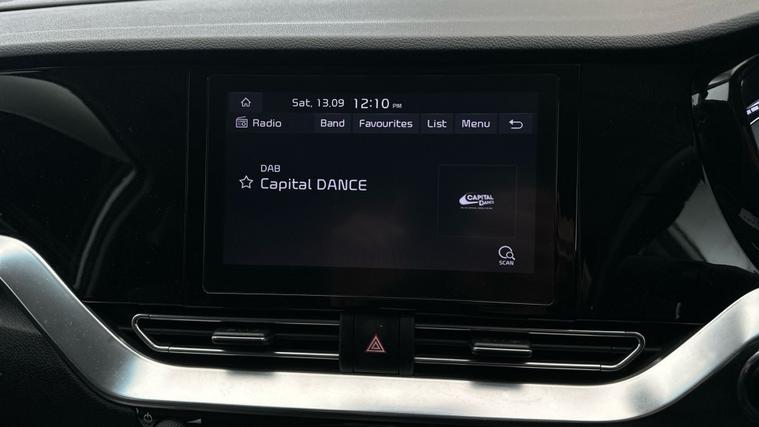 Sat, 13.09 12:10 PM
Radio Band Favourites List Menu
DAB
Capital DANCE
CAPITAL
DANCE
SCAN